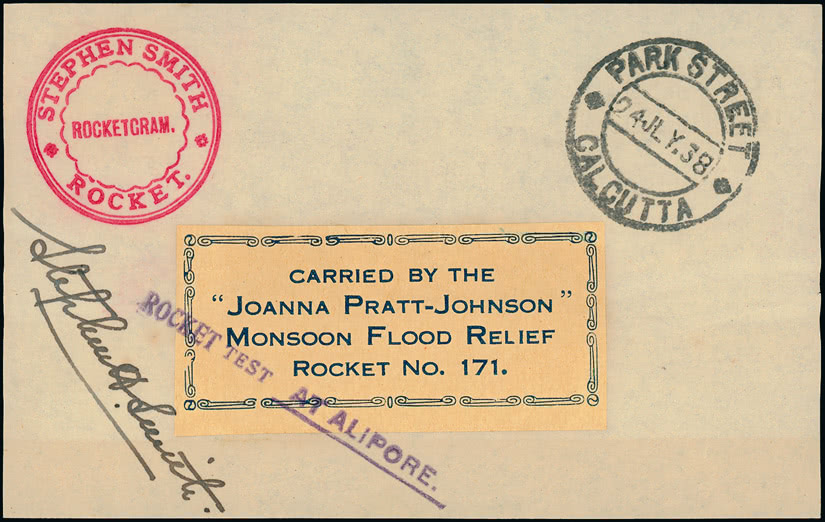 STEPHEN SMITH
ROCKETGRAM.
ROCKET.
PARK STREET
24 JLY.38
CALCUTTA
CARRIED BY THE
"JOANNA PRATT-JOHNSON"
MONSOON FLOOD RELIEF
ROCKET NO. 171.
ROCKET TEST AT ALIPORE.
Stephen H. Smith.